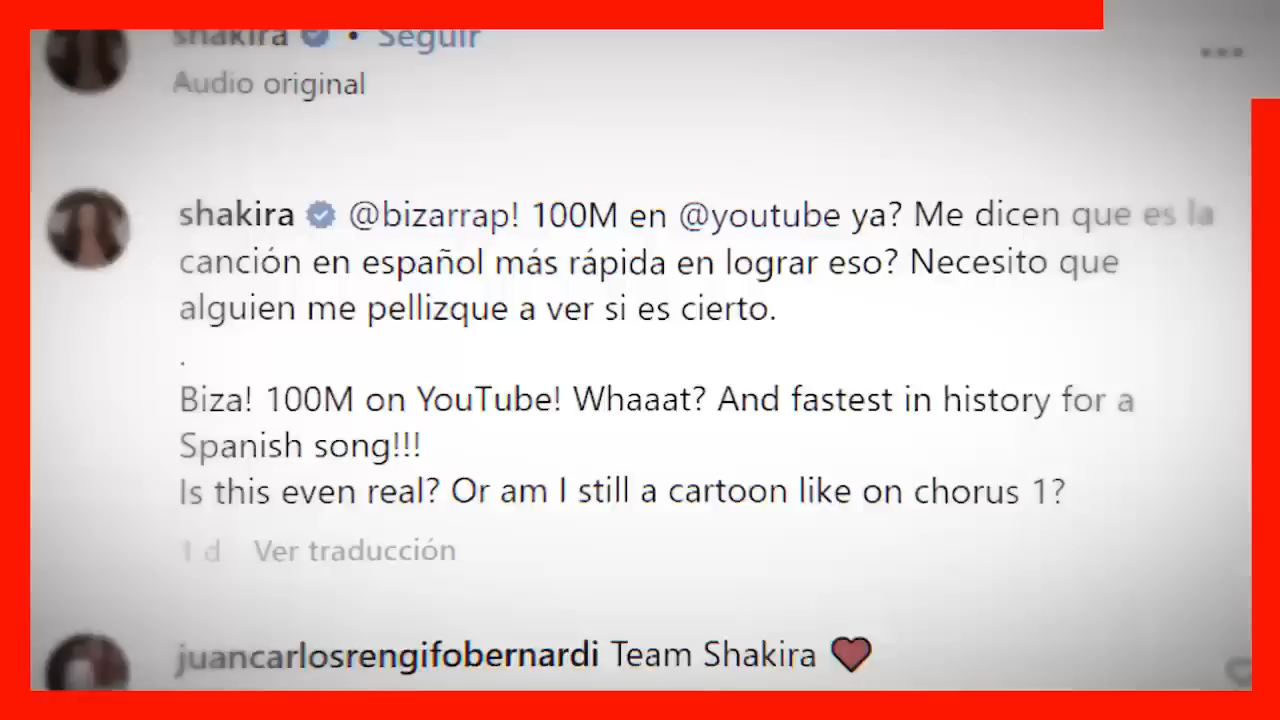 shakira • Seguir
Audio original
shakira @bizarrap! 100M en @youtube ya? Me dicen que es la
canción en español más rápida en lograr eso? Necesito que
alguien me pellizque a ver si es cierto.
.
Biza! 100M on YouTube! Whaaat? And fastest in history for a
Spanish song!!!
Is this even real? Or am I still a cartoon like on chorus 1?
1 d Ver traducción
juancarlosrengifobernardi Team Shakira ❤